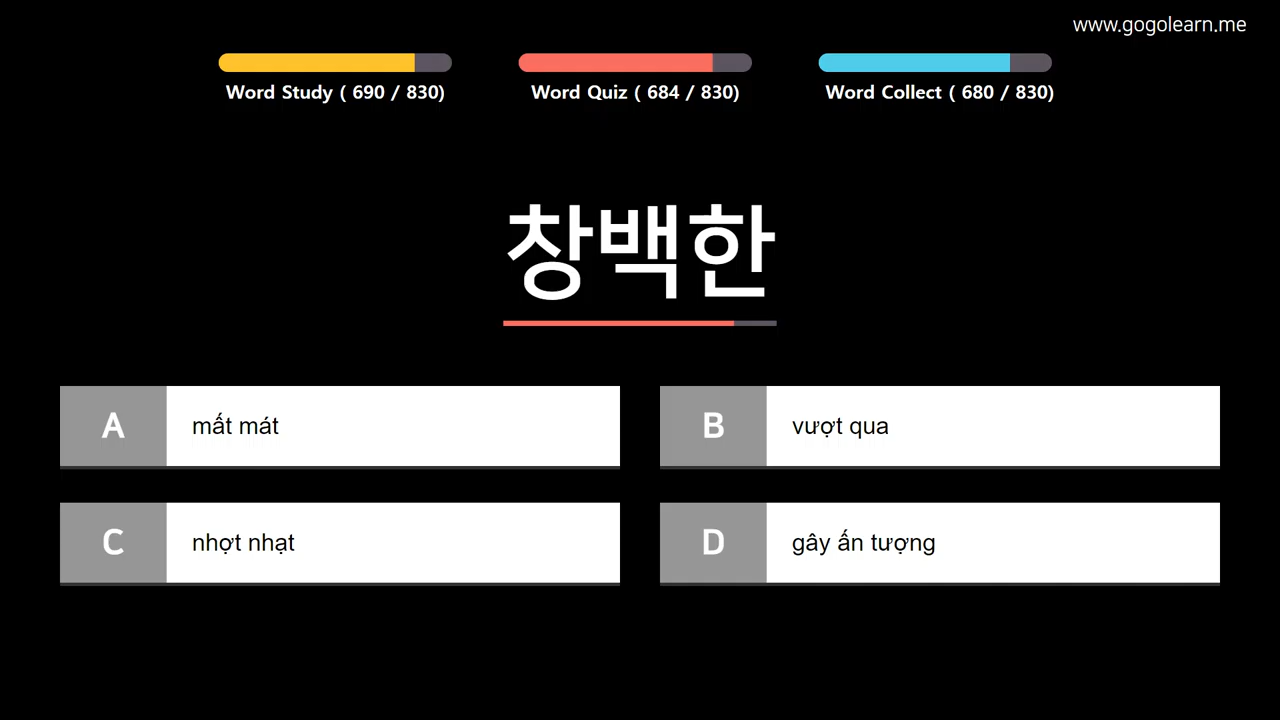 www.gogolearn.me
Word Study ( 690 / 830)
Word Quiz ( 684 / 830)
Word Collect ( 680 / 830)
창백한
A mất mát
B vượt qua
C nhợt nhạt
D gây ấn tượng